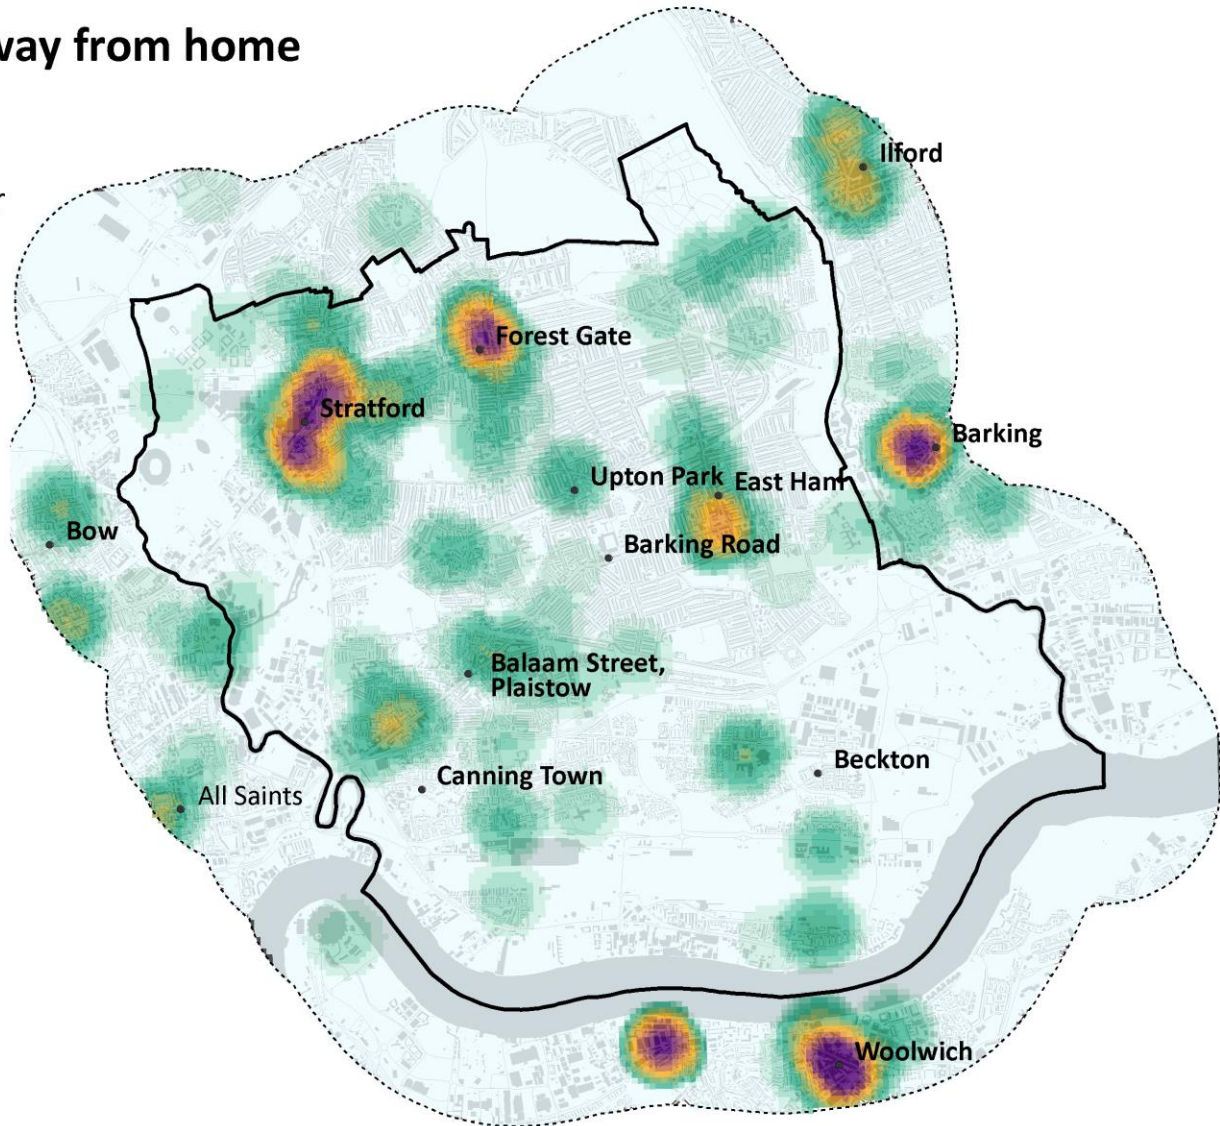 way from home
Ilford
Forest Gate
Stratford
Barking
Upton Park
East Ham
Bow
Barking Road
Balaam Street,
Plaistow
Beckton
Canning Town
All Saints
Woolwich